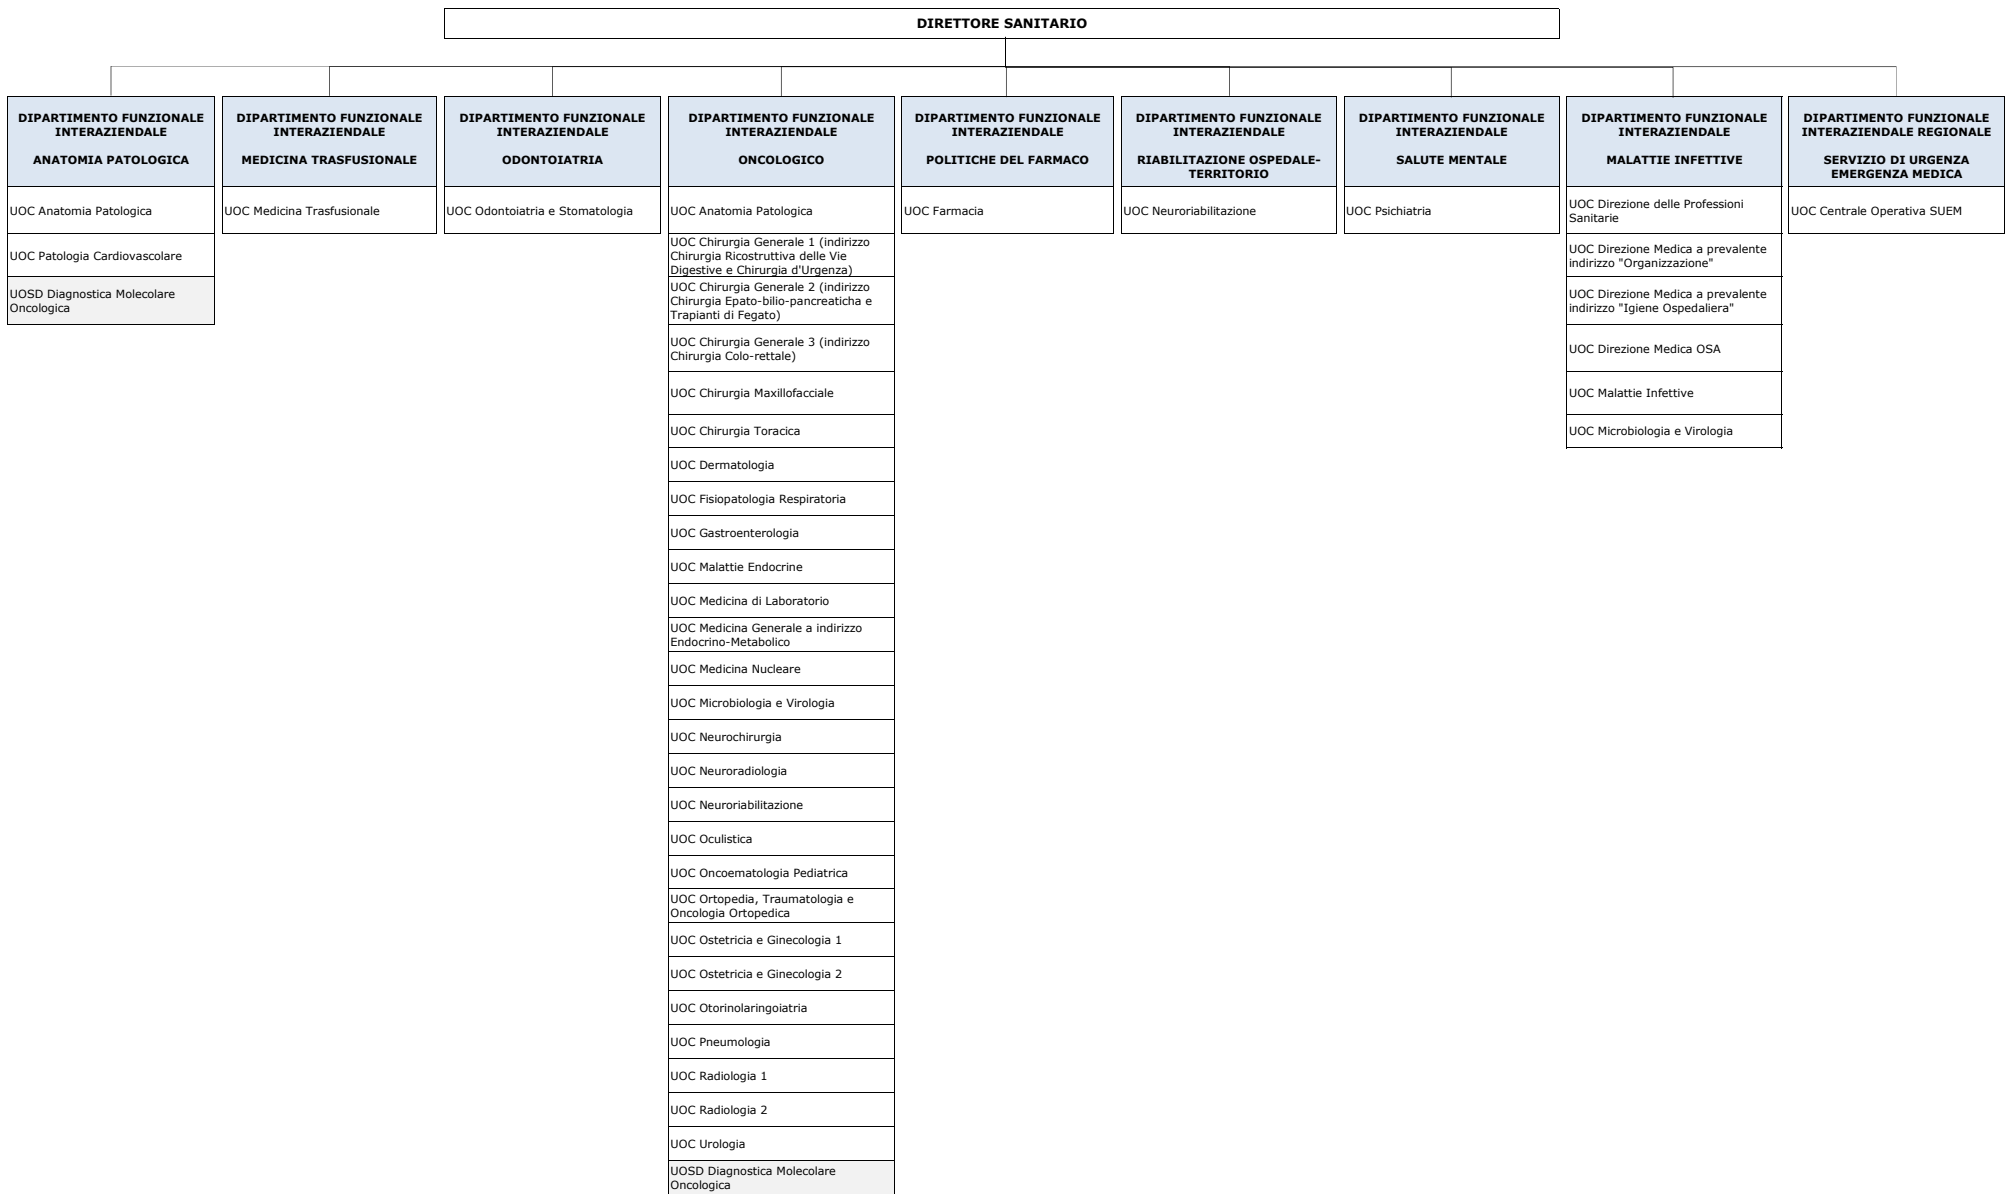 DIRETTORE SANITARIO
DIPARTIMENTO FUNZIONALE
INTERAZIENDALE
ANATOMIA PATOLOGICA
UOC Anatomia Patologica
UOC Patologia Cardiovascolare
UOSD Diagnostica Molecolare
Oncologica
DIPARTIMENTO FUNZIONALE
INTERAZIENDALE
MEDICINA TRASFUSIONALE
UOC Medicina Trasfusionale
DIPARTIMENTO FUNZIONALE
INTERAZIENDALE
ODONTOIATRIA
UOC Odontoiatria e Stomatologia
DIPARTIMENTO FUNZIONALE
INTERAZIENDALE
ONCOLOGICO
UOC Anatomia Patologica
UOC Chirurgia Generale 1 (indirizzo
Chirurgia Ricostruttiva delle Vie
Digestive e Chirurgia d'Urgenza)
UOC Chirurgia Generale 2 (indirizzo
Chirurgia Epato-bilio-pancreaticha e
Trapianti di Fegato)
UOC Chirurgia Generale 3 (indirizzo
Chirurgia Colo-rettale)
UOC Chirurgia Maxillofacciale
UOC Chirurgia Toracica
UOC Dermatologia
UOC Fisiopatologia Respiratoria
UOC Gastroenterologia
UOC Malattie Endocrine
UOC Medicina di Laboratorio
UOC Medicina Generale a indirizzo
Endocrino-Metabolico
UOC Medicina Nucleare
UOC Microbiologia e Virologia
UOC Neurochirurgia
UOC Neuroradiologia
UOC Neuroriabilitazione
UOC Oculistica
UOC Oncoematologia Pediatrica
UOC Ortopedia, Traumatologia e
Oncologia Ortopedica
UOC Ostetricia e Ginecologia 1
UOC Ostetricia e Ginecologia 2
UOC Otorinolaringoiatria
UOC Pneumologia
UOC Radiologia 1
UOC Radiologia 2
UOC Urologia
UOSD Diagnostica Molecolare
Oncologica
DIPARTIMENTO FUNZIONALE
INTERAZIENDALE
POLITICHE DEL FARMACO
UOC Farmacia
DIPARTIMENTO FUNZIONALE
INTERAZIENDALE
RIABILITAZIONE OSPEDALE-
TERRITORIO
UOC Neuroriabilitazione
DIPARTIMENTO FUNZIONALE
INTERAZIENDALE
SALUTE MENTALE
UOC Psichiatria
DIPARTIMENTO FUNZIONALE
INTERAZIENDALE
MALATTIE INFETTIVE
UOC Direzione delle Professioni
Sanitarie
UOC Direzione Medica a prevalente
indirizzo "Organizzazione"
UOC Direzione Medica a prevalente
indirizzo "Igiene Ospedaliera"
UOC Direzione Medica OSA
UOC Malattie Infettive
UOC Microbiologia e Virologia
DIPARTIMENTO FUNZIONALE
INTERAZIENDALE REGIONALE
SERVIZIO DI URGENZA
EMERGENZA MEDICA
UOC Centrale Operativa SUEM